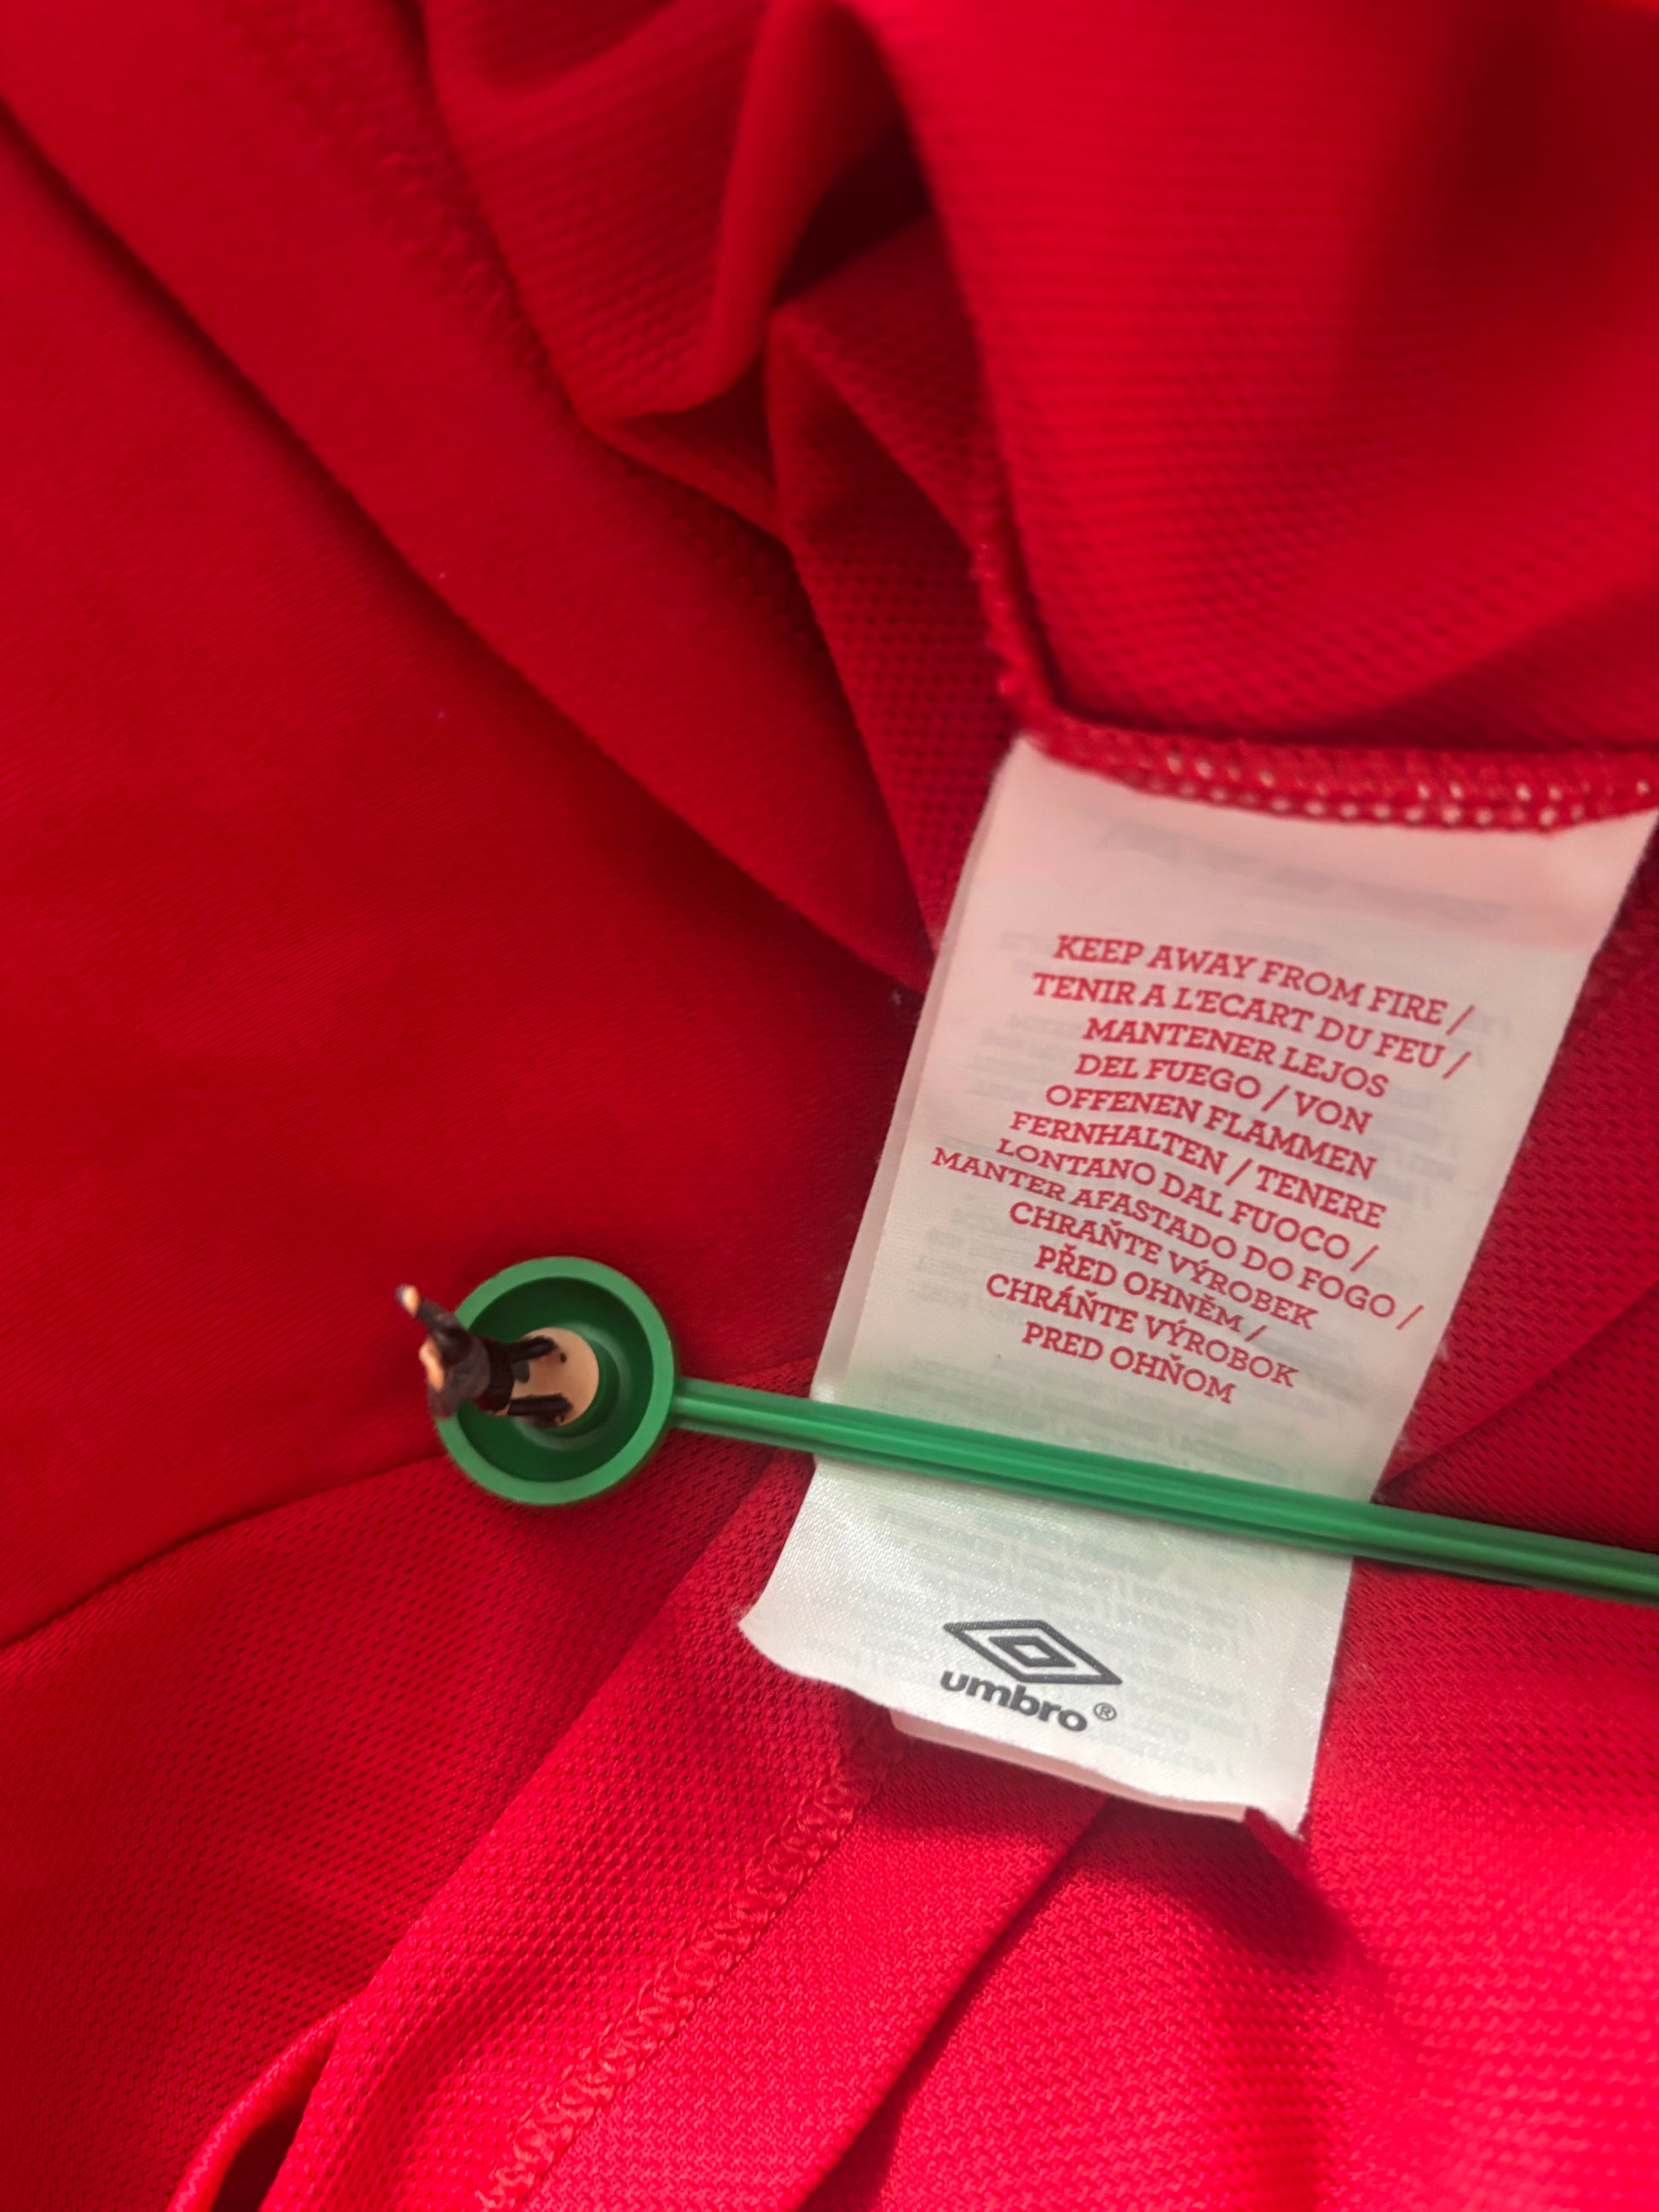 KEEP AWAY FROM FIRE /
TENIR A L'ECART DU FEU /
MANTENER LEJOS
DEL FUEGO / VON
OFFENEN FLAMMEN
FERNHALTEN / TENERE
LONTANO DAL FUOCO /
MANTER AFASTADO DO FOGO /
CHRAŇTE VÝROBEK
PŘED OHNĚM /
CHRÁŇTE VÝROBOK
PRED OHŇOM
umbro®